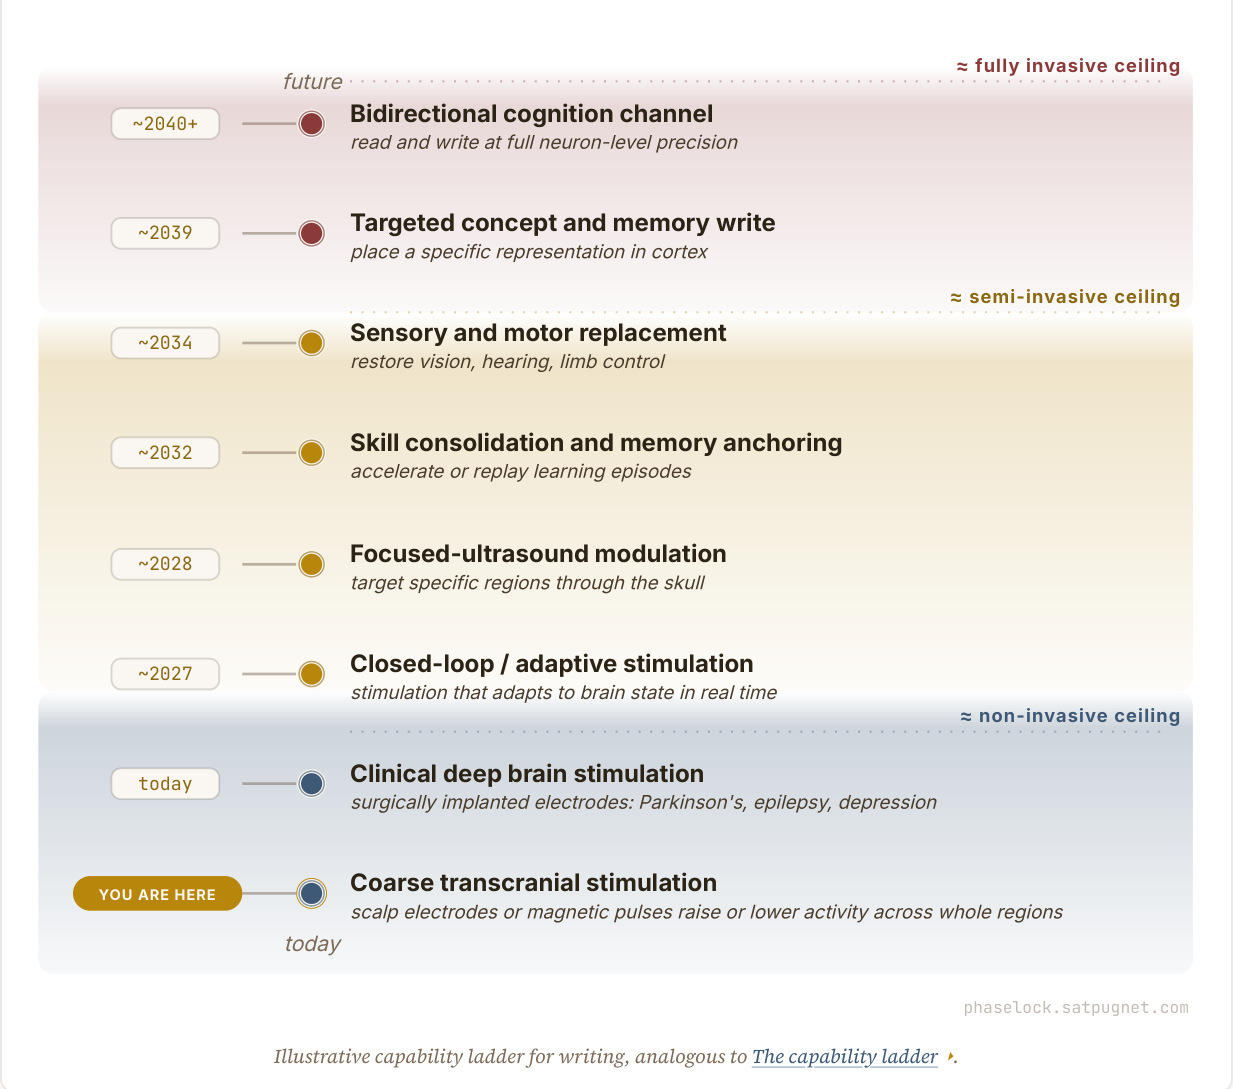 ≈ fully invasive ceiling
future
~2040+
Bidirectional cognition channel
read and write at full neuron-level precision
~2039
Targeted concept and memory write
place a specific representation in cortex
≈ semi-invasive ceiling
~2034
Sensory and motor replacement
restore vision, hearing, limb control
~2032
Skill consolidation and memory anchoring
accelerate or replay learning episodes
~2028
Focused-ultrasound modulation
target specific regions through the skull
~2027
Closed-loop / adaptive stimulation
stimulation that adapts to brain state in real time
≈ non-invasive ceiling
today
Clinical deep brain stimulation
surgically implanted electrodes: Parkinson's, epilepsy, depression
YOU ARE HERE
Coarse transcranial stimulation
scalp electrodes or magnetic pulses raise or lower activity across whole regions
today
phaselock.satpugnet.com
Illustrative capability ladder for writing, analogous to The capability ladder .